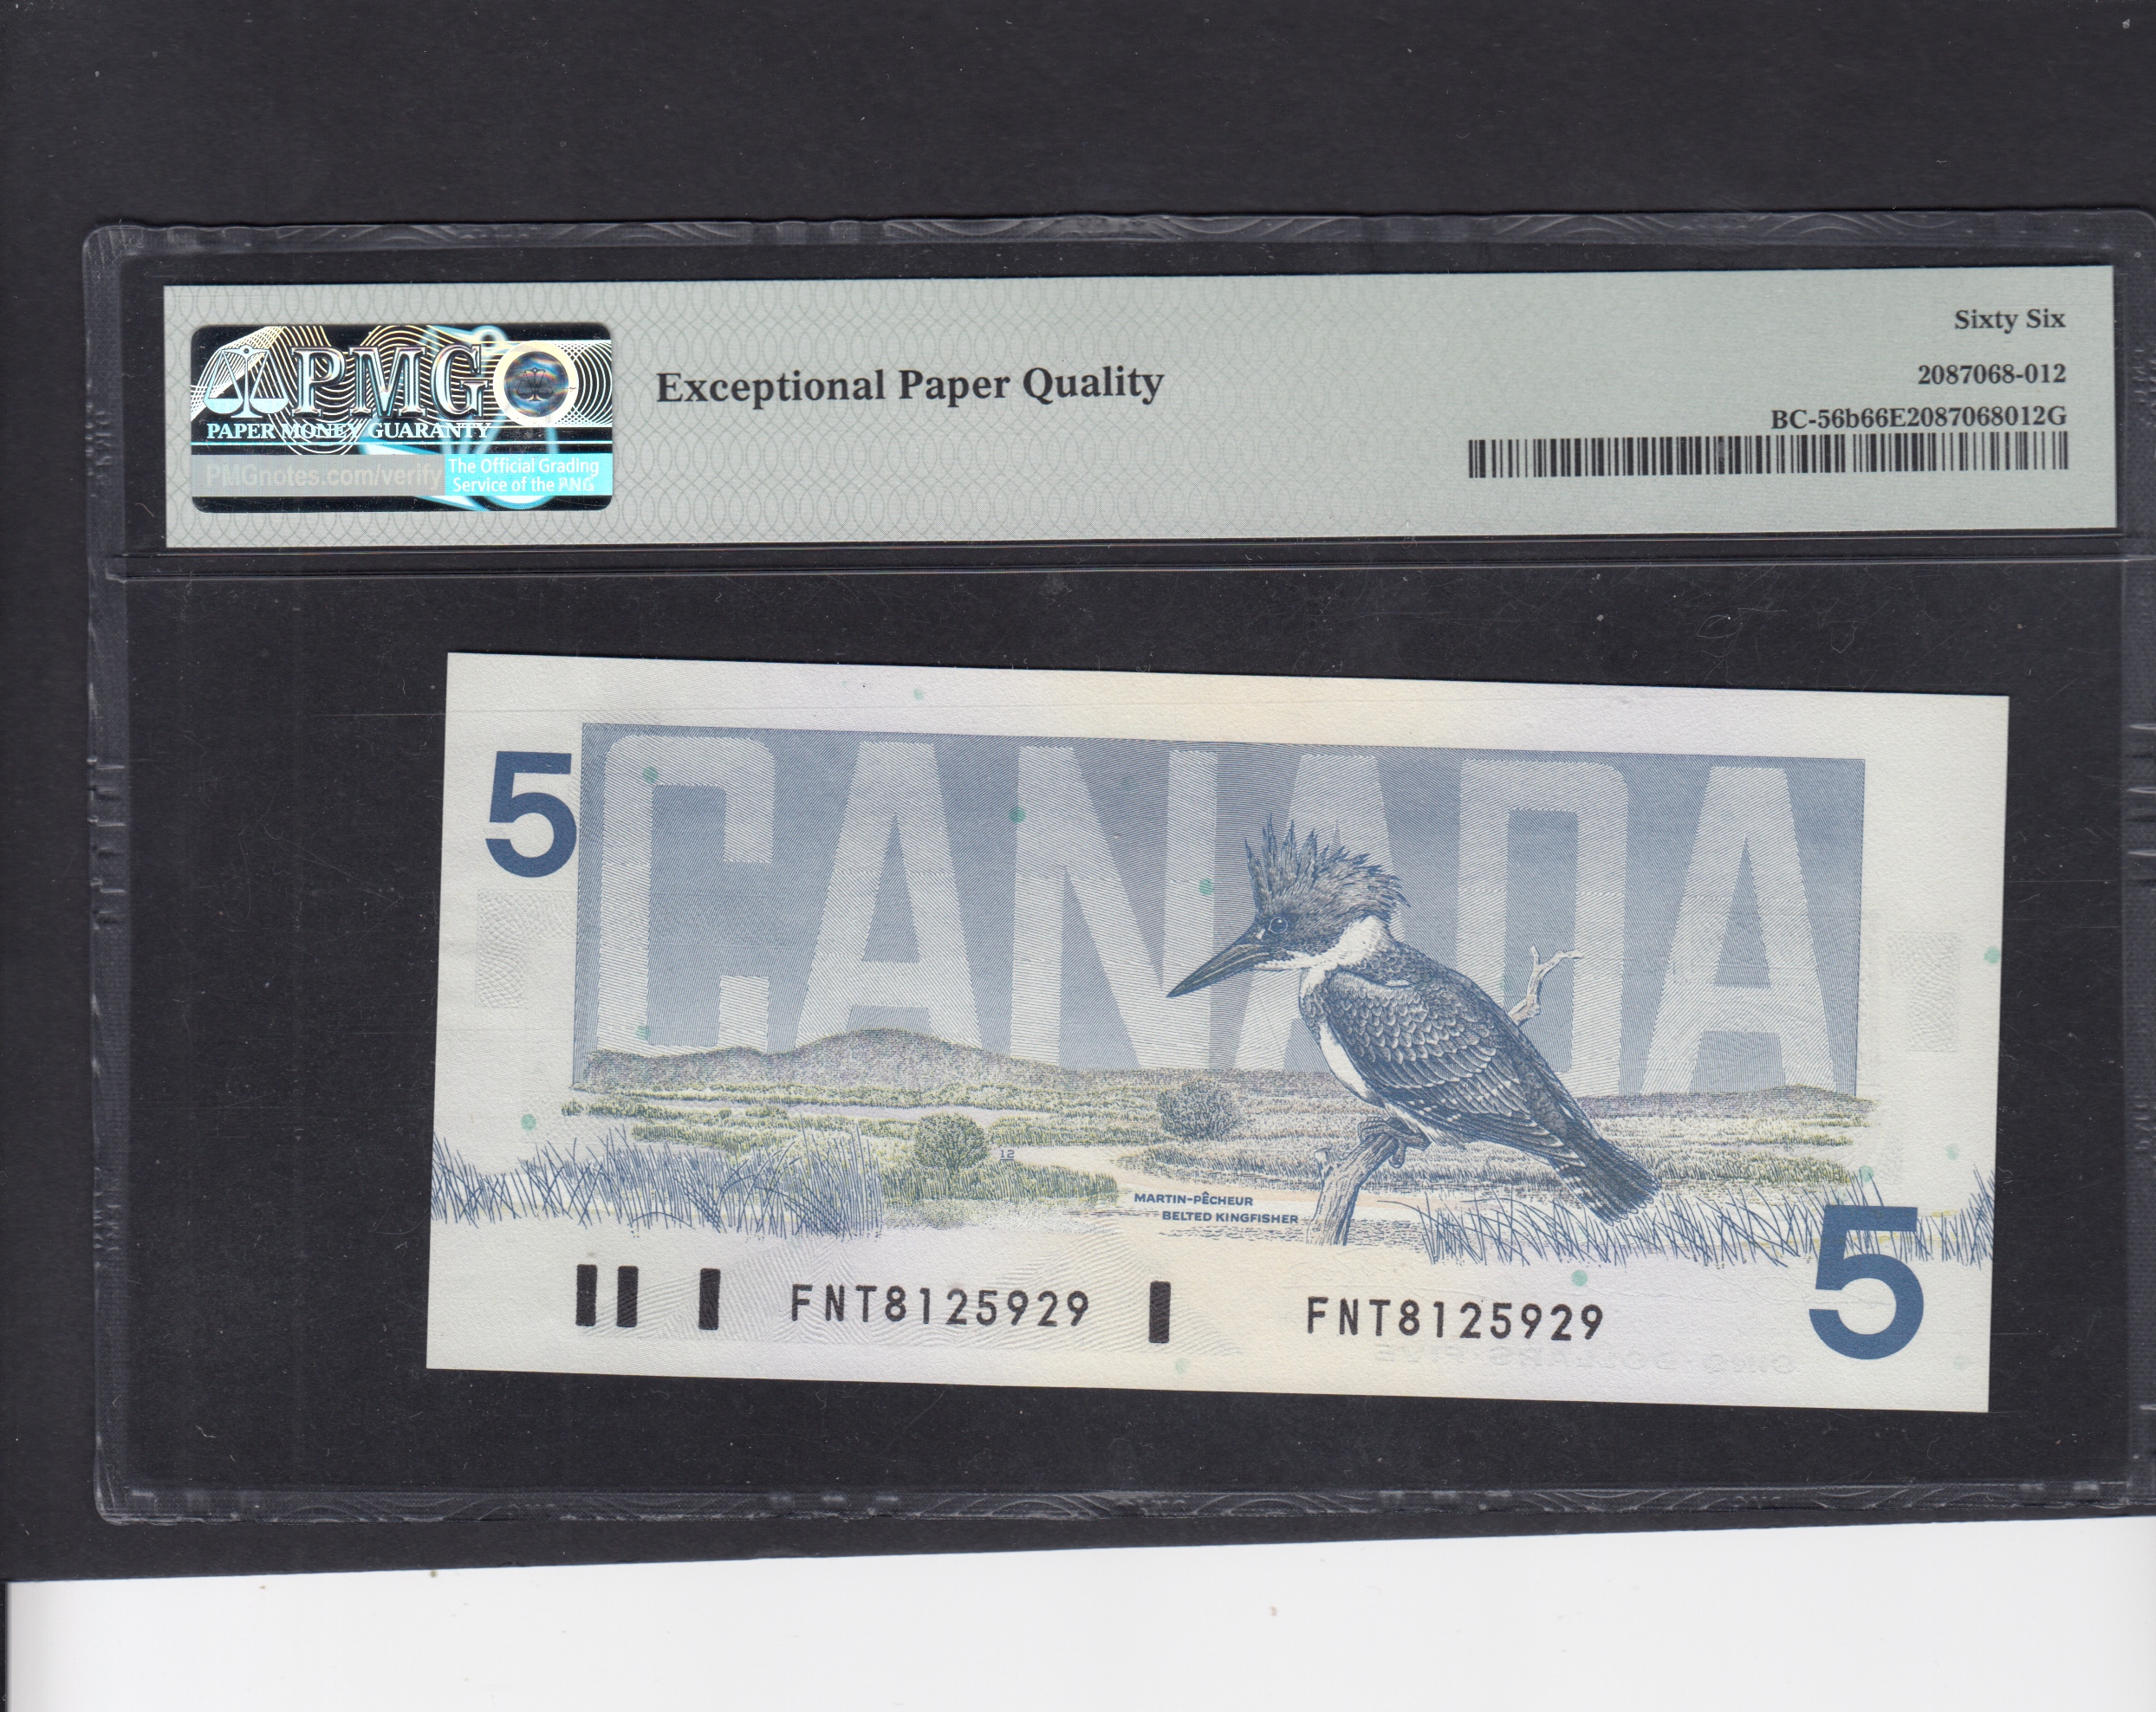 PMG
PAPER MONEY GUARANTY
PMGnotes.com/verify
The Official Grading
Service of the PNG
Exceptional Paper Quality
Sixty Six
2087068-012
BC-56b66E2087068012G
5
CANADA
12
MARTIN-PÊCHEUR
BELTED KINGFISHER
FNT8125929
FNT8125929
5